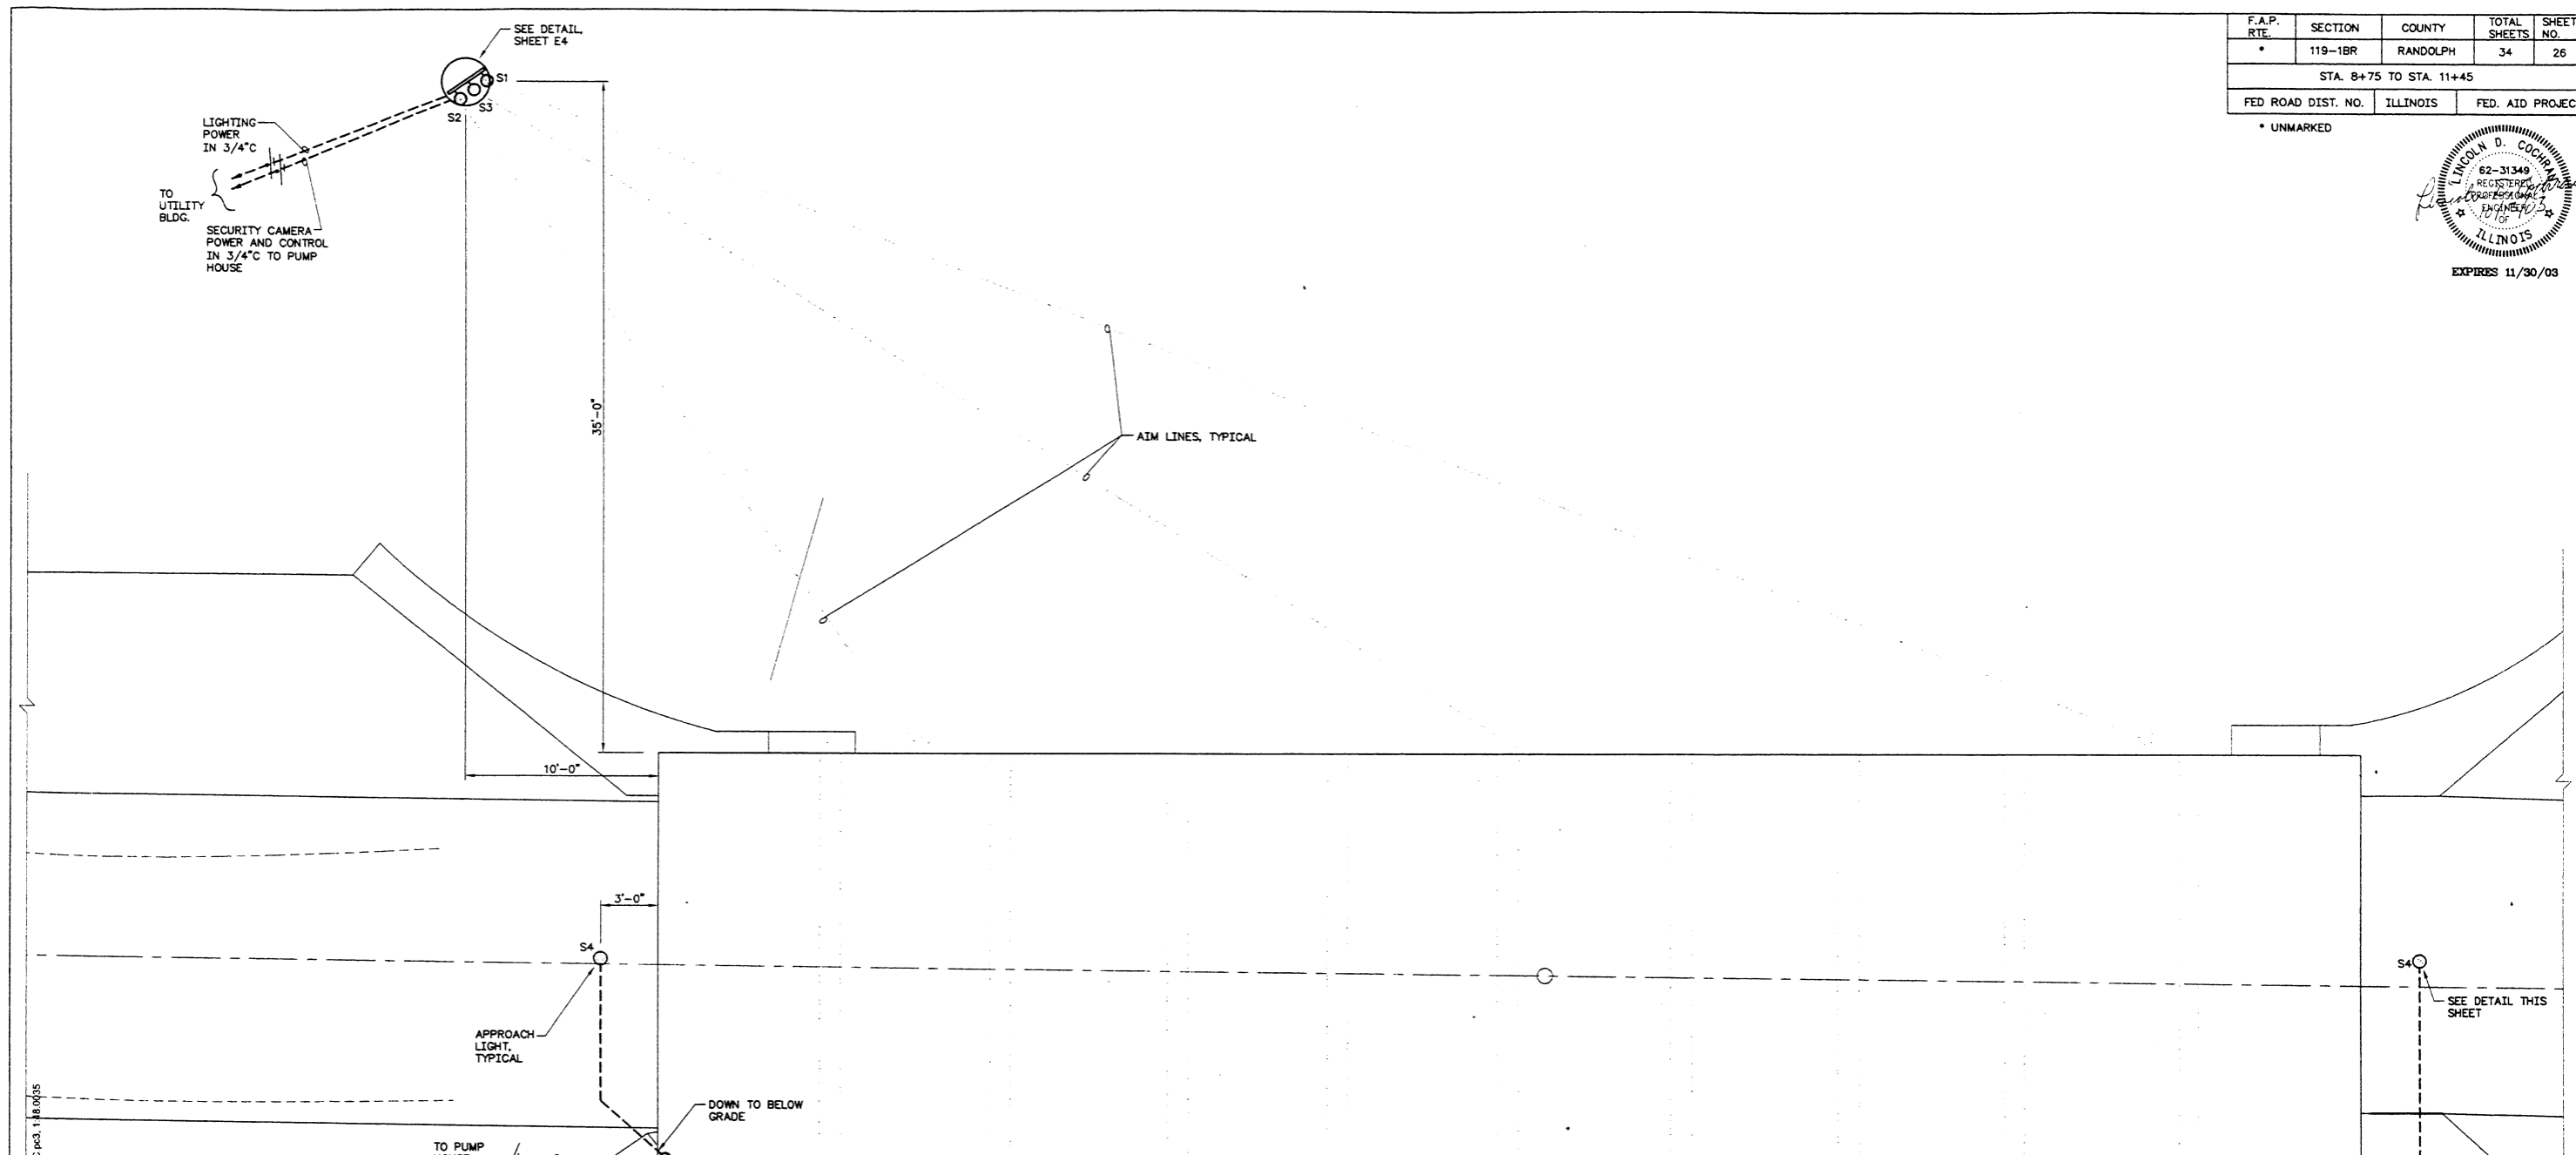 F.A.P. RTE.
SECTION
COUNTY
TOTAL SHEETS
SHEET NO.
*
119-1BR
RANDOLPH
34
26
STA. 8+75 TO STA. 11+45
FED ROAD DIST. NO.
ILLINOIS
FED. AID PROJEC
* UNMARKED
LINCOLN D. COCHRAN
62-31349
REGISTERED
PROFESSIONAL
ENGINEER
OF
ILLINOIS
EXPIRES 11/30/03
SEE DETAIL,
SHEET E4
S1
S3
S2
LIGHTING
POWER
IN 3/4"C
TO
UTILITY
BLDG.
SECURITY CAMERA
POWER AND CONTROL
IN 3/4"C TO PUMP
HOUSE
35'-0"
AIM LINES, TYPICAL
10'-0"
3'-0"
S4
APPROACH
LIGHT,
TYPICAL
S4
SEE DETAIL THIS
SHEET
DOWN TO BELOW
GRADE
TO PUMP